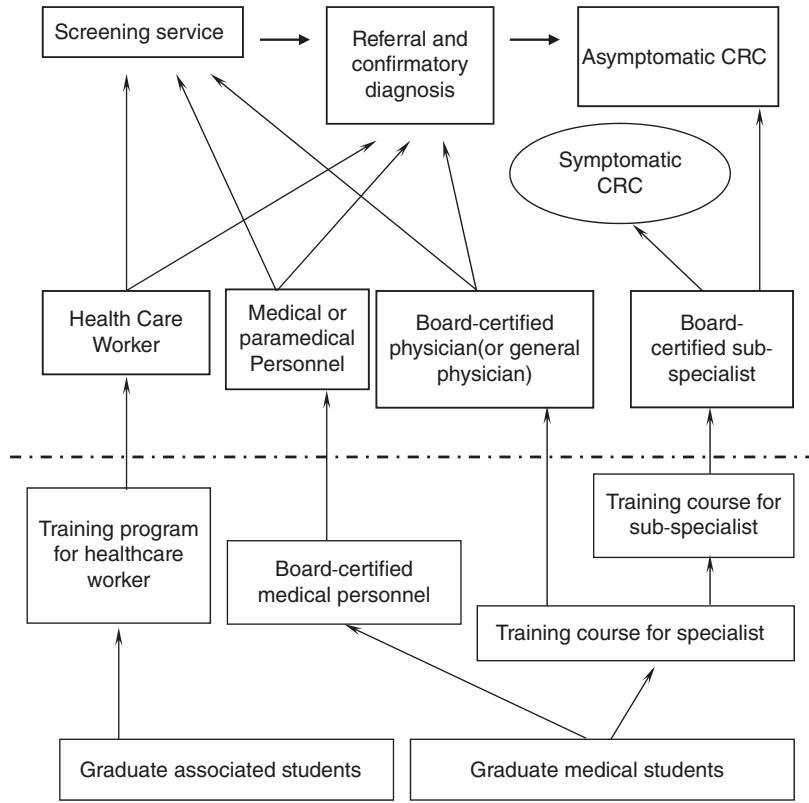 Screening service
Referral and
confirmatory
diagnosis
Asymptomatic CRC
Symptomatic
CRC
Health Care
Worker
Medical or
paramedical
Personnel
Board-certified
physician(or general
physician)
Board-
certified sub-
specialist
Training program
for healthcare
worker
Board-certified
medical personnel
Training course for
sub-specialist
Training course for specialist
Graduate associated students
Graduate medical students